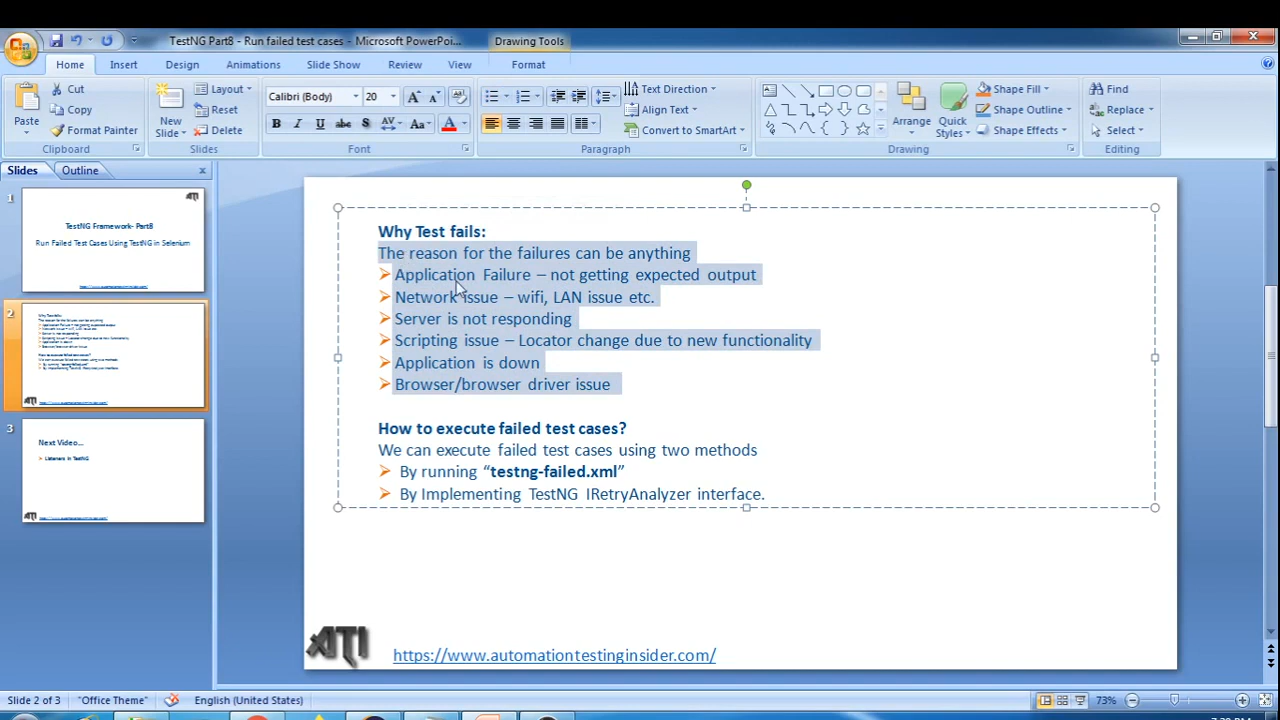 TestNG Part8 - Run failed test cases - Microsoft PowerPoi...
Drawing Tools
Home
Insert
Design
Animations
Slide Show
Review
View
Format
Paste
Cut
Copy
Format Painter
Clipboard
New
Slide
Layout
Reset
Delete
Slides
Calibri (Body)
20
Font
Text Direction
Align Text
Convert to SmartArt
Paragraph
Arrange
Quick
Styles
Shape Fill
Shape Outline
Shape Effects
Drawing
Find
Replace
Select
Editing
Slides
Outline
1
TestNG Framework- Part8
Run Failed Test Cases Using TestNG in Selenium
2
3
Next Video...
Listeners in TestNG
Why Test fails:
The reason for the failures can be anything
Application Failure – not getting expected output
Network issue – wifi, LAN issue etc.
Server is not responding
Scripting issue – Locator change due to new functionality
Application is down
Browser/browser driver issue
How to execute failed test cases?
We can execute failed test cases using two methods
By running “testng-failed.xml”
By Implementing TestNG IRetryAnalyzer interface.
ATI
https://www.automationtestinginsider.com/
Slide 2 of 3
"Office Theme"
English (United States)
73%